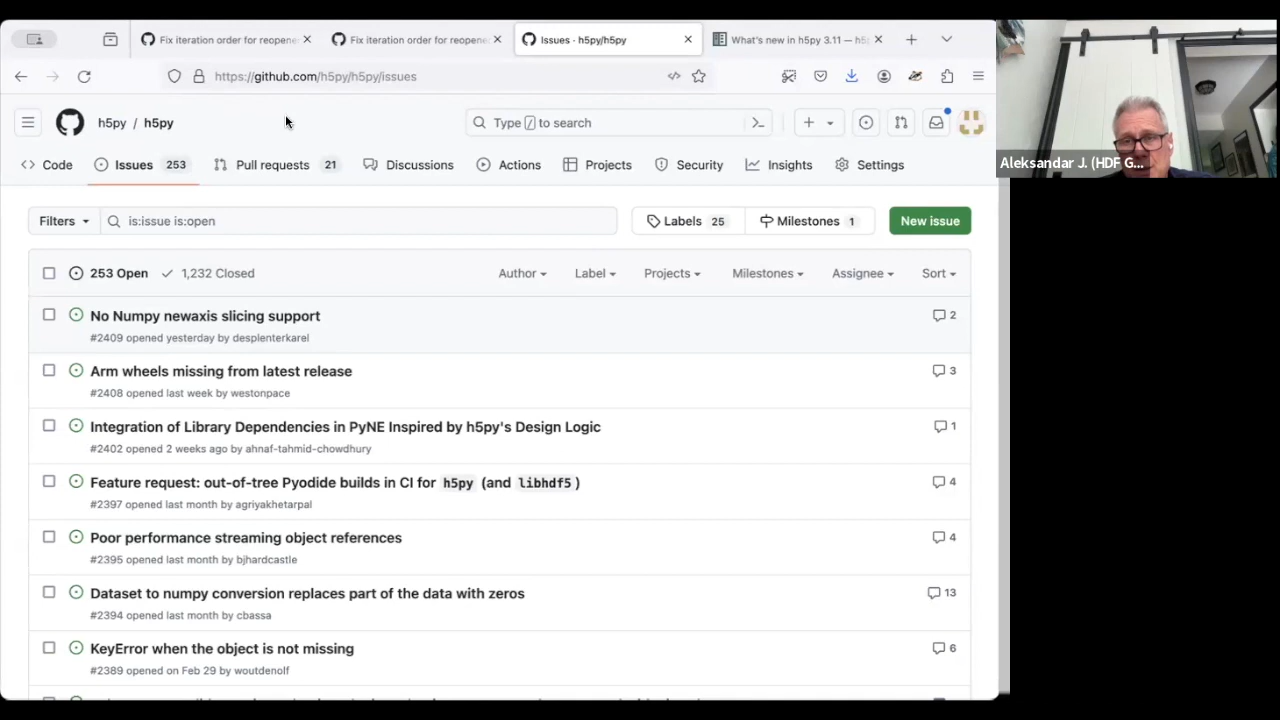 Fix iteration order for reopene
Fix iteration order for reopene
Issues · h5py/h5py
What's new in h5py 3.11 — h5
https://github.com/h5py/h5py/issues
h5py / h5py
Type / to search
Code
Issues 253
Pull requests 21
Discussions
Actions
Projects
Security
Insights
Settings
Filters
is:issue is:open
Labels 25
Milestones 1
New issue
253 Open
1,232 Closed
Author
Label
Projects
Milestones
Assignee
Sort
No Numpy newaxis slicing support
2
#2409 opened yesterday by desplenterkarel
Arm wheels missing from latest release
3
#2408 opened last week by westonpace
Integration of Library Dependencies in PyNE Inspired by h5py's Design Logic
1
#2402 opened 2 weeks ago by ahnaf-tahmid-chowdhury
Feature request: out-of-tree Pyodide builds in CI for h5py (and libhdf5)
4
#2397 opened last month by agriyakhetarpal
Poor performance streaming object references
4
#2395 opened last month by bjhardcastle
Dataset to numpy conversion replaces part of the data with zeros
13
#2394 opened last month by cbassa
KeyError when the object is not missing
6
#2389 opened on Feb 29 by woutdenolf
Aleksandar J. (HDF G...